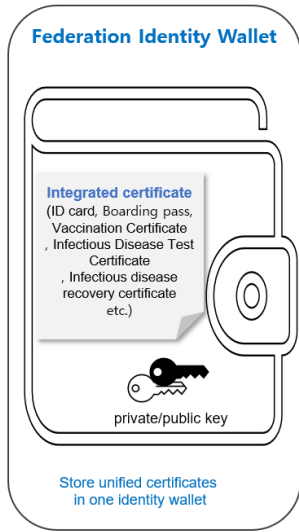 Federation Identity Wallet
Integrated certificate
(ID card, Boarding pass,
Vaccination Certificate
, Infectious Disease Test
Certificate
, Infectious disease
recovery certificate
etc.)
private/public key
Store unified certificates
in one identity wallet